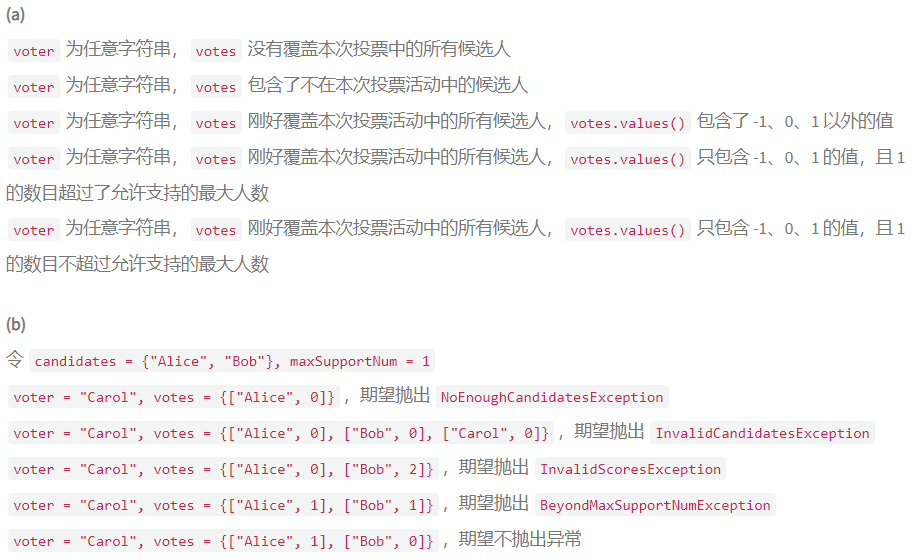 (a)
voter 为任意字符串， votes 没有覆盖本次投票中的所有候选人
voter 为任意字符串， votes 包含了不在本次投票活动中的候选人
voter 为任意字符串， votes 刚好覆盖本次投票活动中的所有候选人， votes.values() 包含了 -1、0、1 以外的值
voter 为任意字符串， votes 刚好覆盖本次投票活动中的所有候选人， votes.values() 只包含 -1、0、1 的值，且 1
的数目超过了允许支持的最大人数
voter 为任意字符串， votes 刚好覆盖本次投票活动中的所有候选人， votes.values() 只包含 -1、0、1 的值，且 1
的数目不超过允许支持的最大人数
(b)
令 candidates = {"Alice", "Bob"}, maxSupportNum = 1
voter = "Carol", votes = {["Alice", 0]} ，期望抛出 NoEnoughCandidatesException
voter = "Carol", votes = {["Alice", 0], ["Bob", 0], ["Carol", 0]} ，期望抛出 InvalidCandidatesException
voter = "Carol", votes = {["Alice", 0], ["Bob", 2]} ，期望抛出 InvalidScoresException
voter = "Carol", votes = {["Alice", 1], ["Bob", 1]} ，期望抛出 BeyondMaxSupportNumException
voter = "Carol", votes = {["Alice", 1], ["Bob", 0]} ，期望不抛出异常